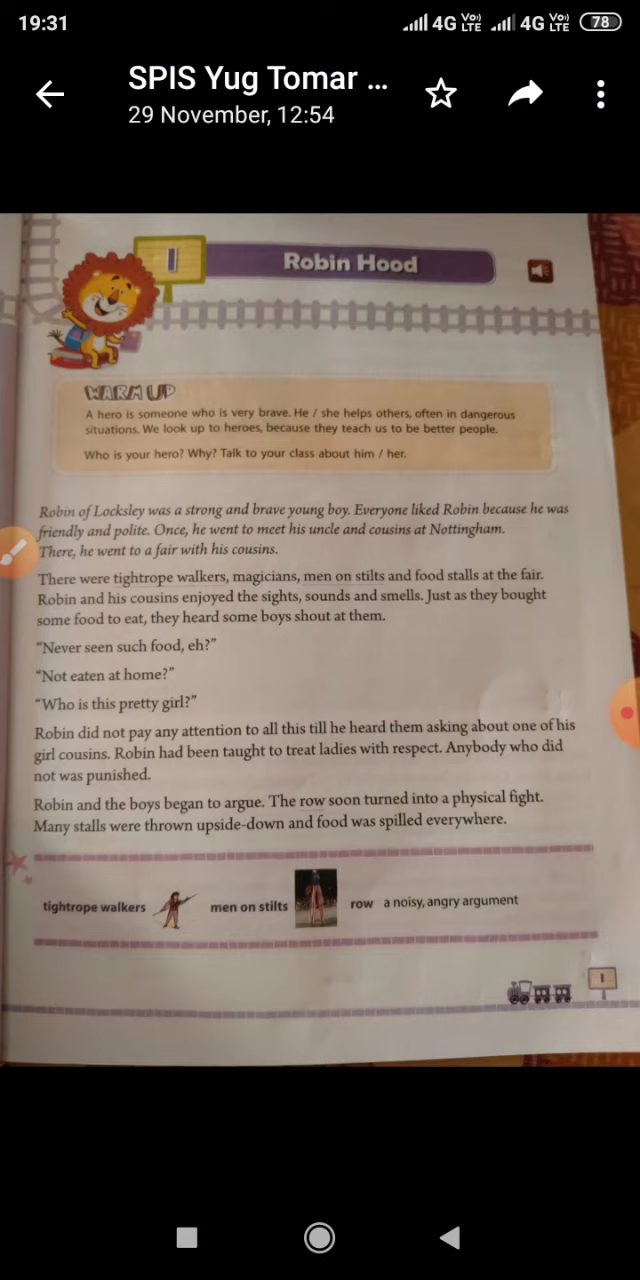 19:31
4G Vo) LTE 4G Vo) LTE 78
SPIS Yug Tomar ...
29 November, 12:54
1
Robin Hood
WARM UP
A hero is someone who is very brave. He / she helps others, often in dangerous
situations. We look up to heroes, because they teach us to be better people.
Who is your hero? Why? Talk to your class about him / her.
Robin of Locksley was a strong and brave young boy. Everyone liked Robin because he was
friendly and polite. Once, he went to meet his uncle and cousins at Nottingham.
There, he went to a fair with his cousins.
There were tightrope walkers, magicians, men on stilts and food stalls at the fair.
Robin and his cousins enjoyed the sights, sounds and smells. Just as they bought
some food to eat, they heard some boys shout at them.
“Never seen such food, eh?”
“Not eaten at home?”
“Who is this pretty girl?”
Robin did not pay any attention to all this till he heard them asking about one of his
girl cousins. Robin had been taught to treat ladies with respect. Anybody who did
not was punished.
Robin and the boys began to argue. The row soon turned into a physical fight.
Many stalls were thrown upside-down and food was spilled everywhere.
tightrope walkers men on stilts row a noisy, angry argument
1